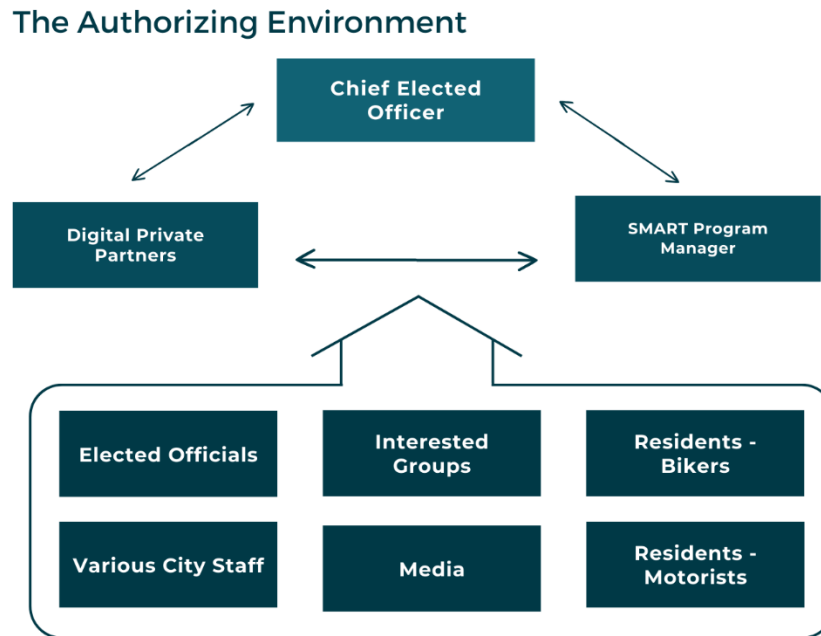 The Authorizing Environment
Chief Elected
Officer
Digital Private
Partners
SMART Program
Manager
Elected Officials
Interested
Groups
Residents -
Bikers
Various City Staff
Media
Residents -
Motorists